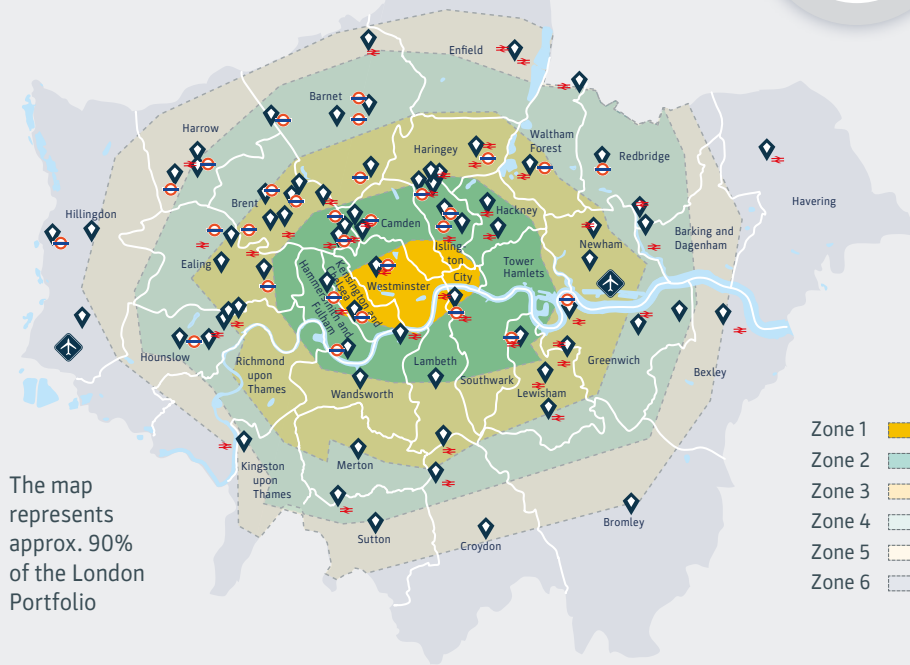 Enfield
Barnet
Harrow
Haringey
Waltham
Forest
Redbridge
Havering
Hillingdon
Brent
Camden
Hackney
Barking and
Dagenham
Isling-
ton
Newham
Ealing
Tower
Hamlets
City
Westminster
Kensington and
Chelsea
Hammersmith and
Fulham
Hounslow
Richmond
upon
Thames
Lambeth
Southwark
Greenwich
Bexley
Wandsworth
Lewisham
Merton
Kingston
upon
Thames
Sutton
Croydon
Bromley
The map
represents
approx. 90%
of the London
Portfolio
Zone 1
Zone 2
Zone 3
Zone 4
Zone 5
Zone 6